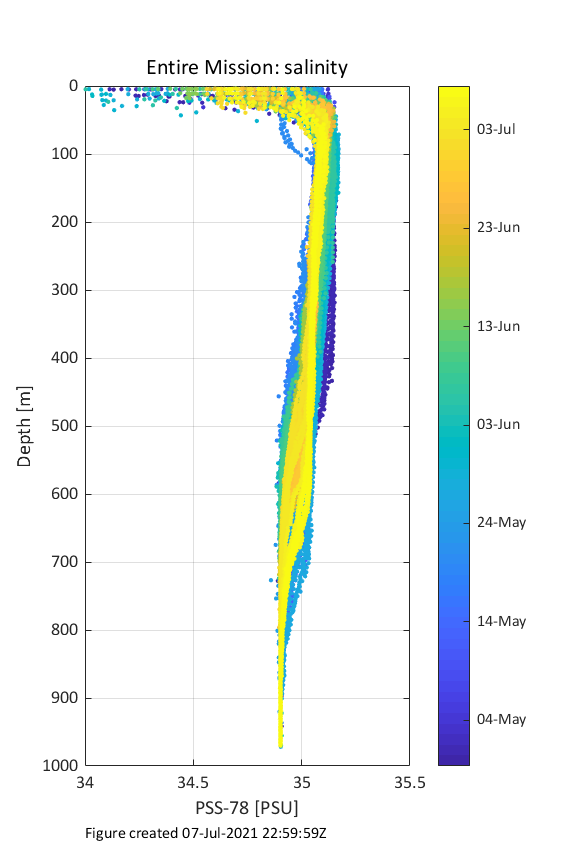 Entire Mission: salinity
0
100
200
300
400
500
600
700
800
900
1000
Depth [m]
34
34.5
35
35.5
PSS-78 [PSU]
03-Jul
23-Jun
13-Jun
03-Jun
24-May
14-May
04-May
Figure created 07-Jul-2021 22:59:59Z